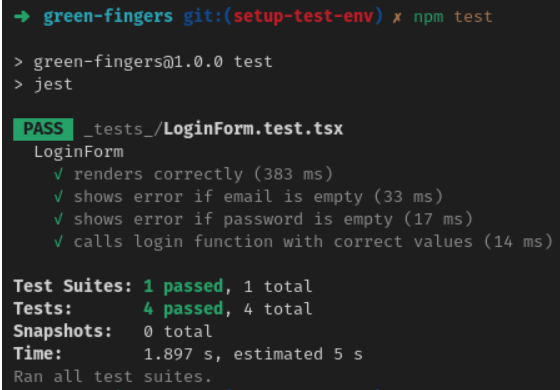 ➜ green-fingers git:(setup-test-env) ✗ npm test
> green-fingers@1.0.0 test
> jest
PASS _tests_/LoginForm.test.tsx
LoginForm
√ renders correctly (383 ms)
√ shows error if email is empty (33 ms)
√ shows error if password is empty (17 ms)
√ calls login function with correct values (14 ms)
Test Suites: 1 passed, 1 total
Tests: 4 passed, 4 total
Snapshots: 0 total
Time: 1.897 s, estimated 5 s
Ran all test suites.